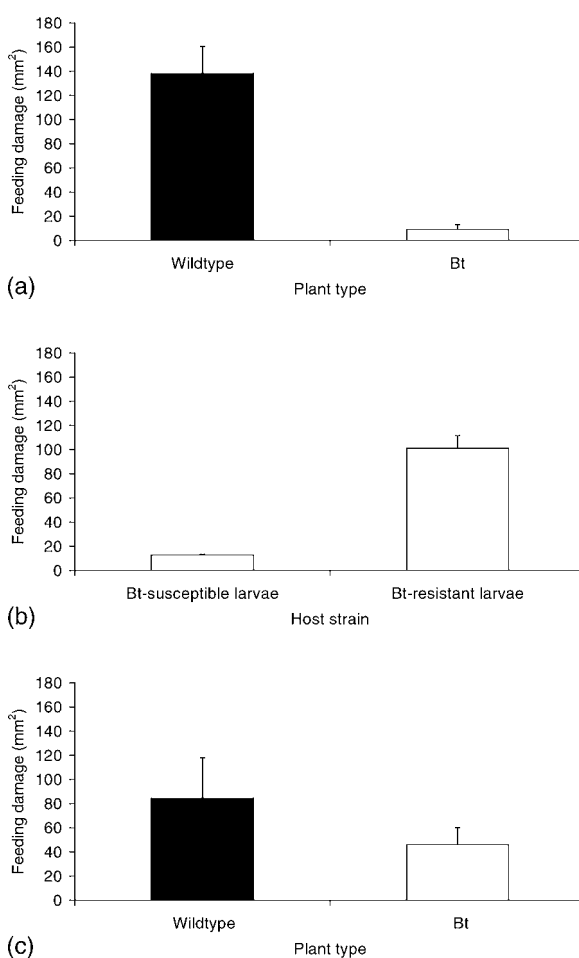 180
160
140
120
100
80
60
40
20
0
Feeding damage (mm²)
Wildtype Bt
Plant type
(a)
180
160
140
120
100
80
60
40
20
0
Feeding damage (mm²)
Bt-susceptible larvae Bt-resistant larvae
Host strain
(b)
180
160
140
120
100
80
60
40
20
0
Feeding damage (mm²)
Wildtype Bt
Plant type
(c)